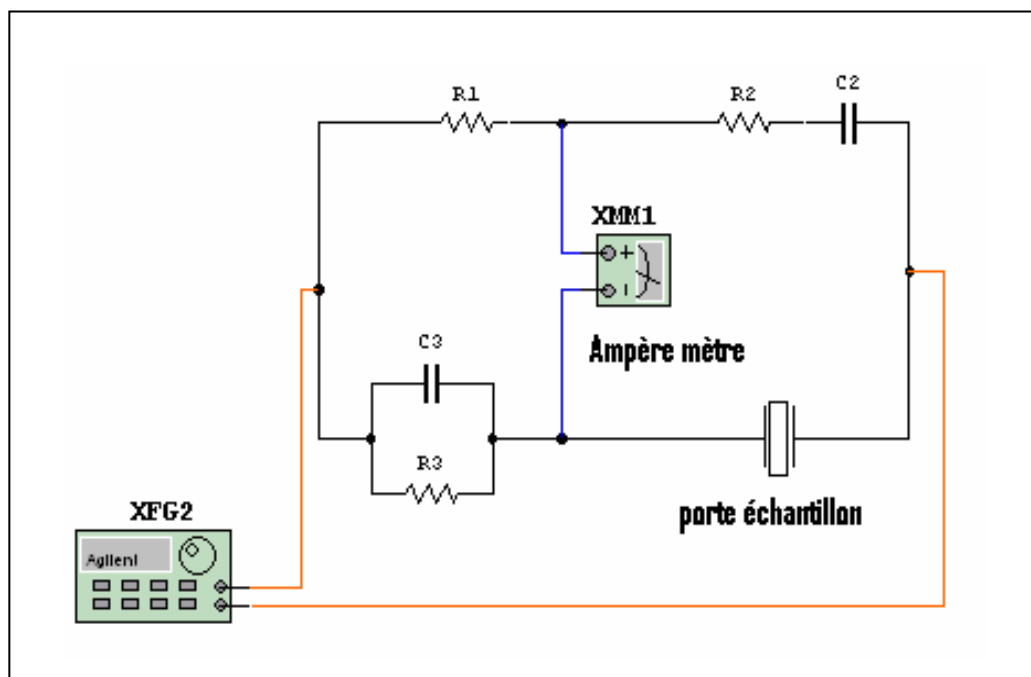 C2
R1
R2
XMM1
C3
Ampère mètre
R3
porte échantillon
XFG2
Agilent